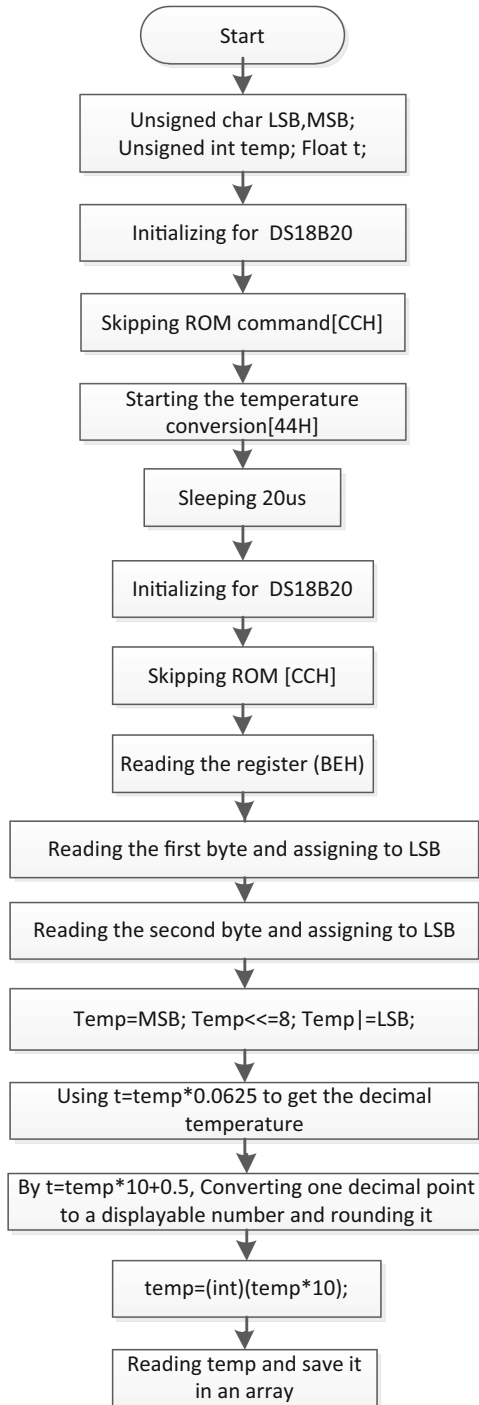 Start
Unsigned char LSB,MSB;
Unsigned int temp; Float t;
Initializing for DS18B20
Skipping ROM command[CCH]
Starting the temperature
conversion[44H]
Sleeping 20us
Initializing for DS18B20
Skipping ROM [CCH]
Reading the register (BEH)
Reading the first byte and assigning to LSB
Reading the second byte and assigning to LSB
Temp=MSB; Temp<<=8; Temp|=LSB;
Using t=temp*0.0625 to get the decimal
temperature
By t=temp*10+0.5, Converting one decimal point
to a displayable number and rounding it
temp=(int)(temp*10);
Reading temp and save it
in an array